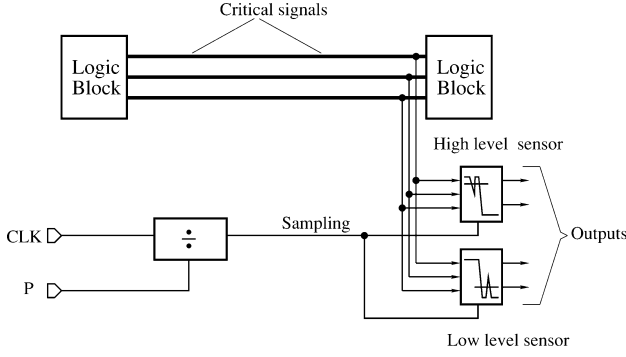 Critical signals
Logic
Block
Logic
Block
High level sensor
CLK
÷
Sampling
Outputs
P
Low level sensor